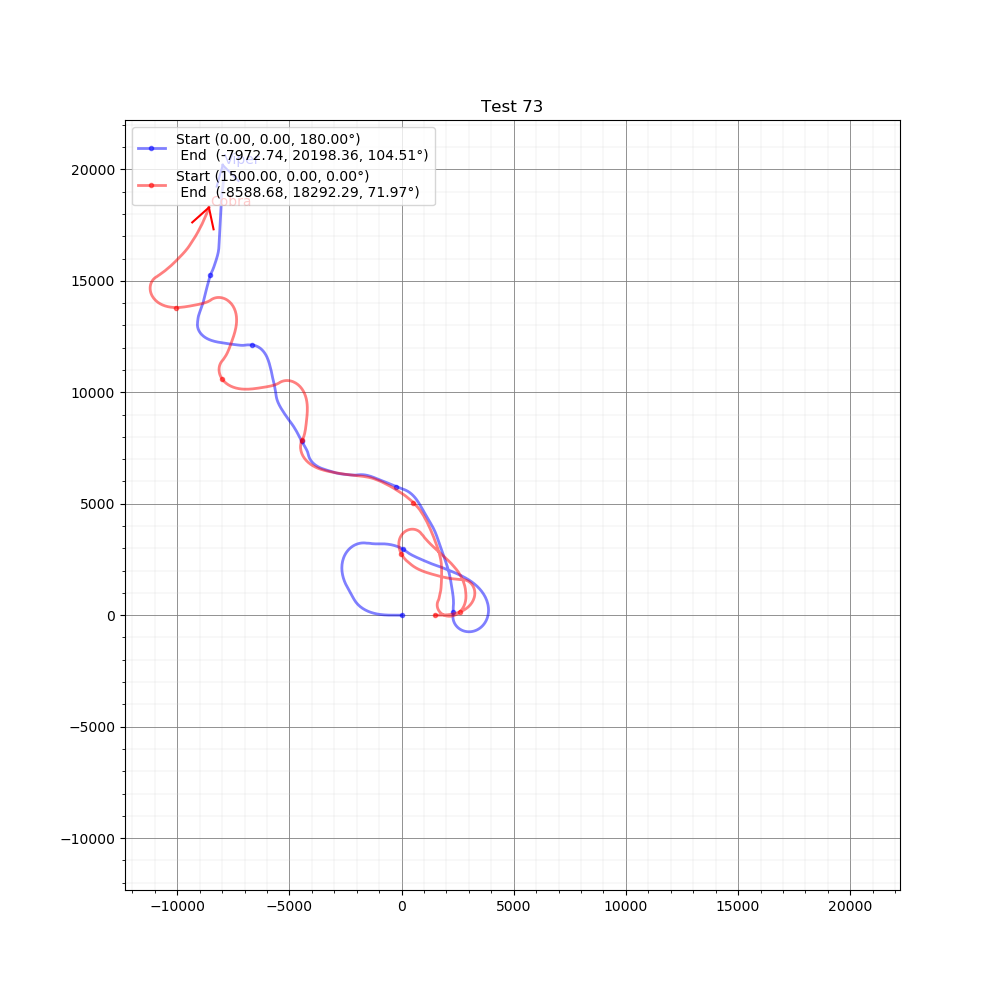 Test 73
Start (0.00, 0.00, 180.00°)
End (-7972.74, 20198.36, 104.51°)
Start (1500.00, 0.00, 0.00°)
End (-8588.68, 18292.29, 71.97°)
Viper
Cobra
20000
15000
10000
5000
0
−5000
−10000
−10000 −5000 0 5000 10000 15000 20000